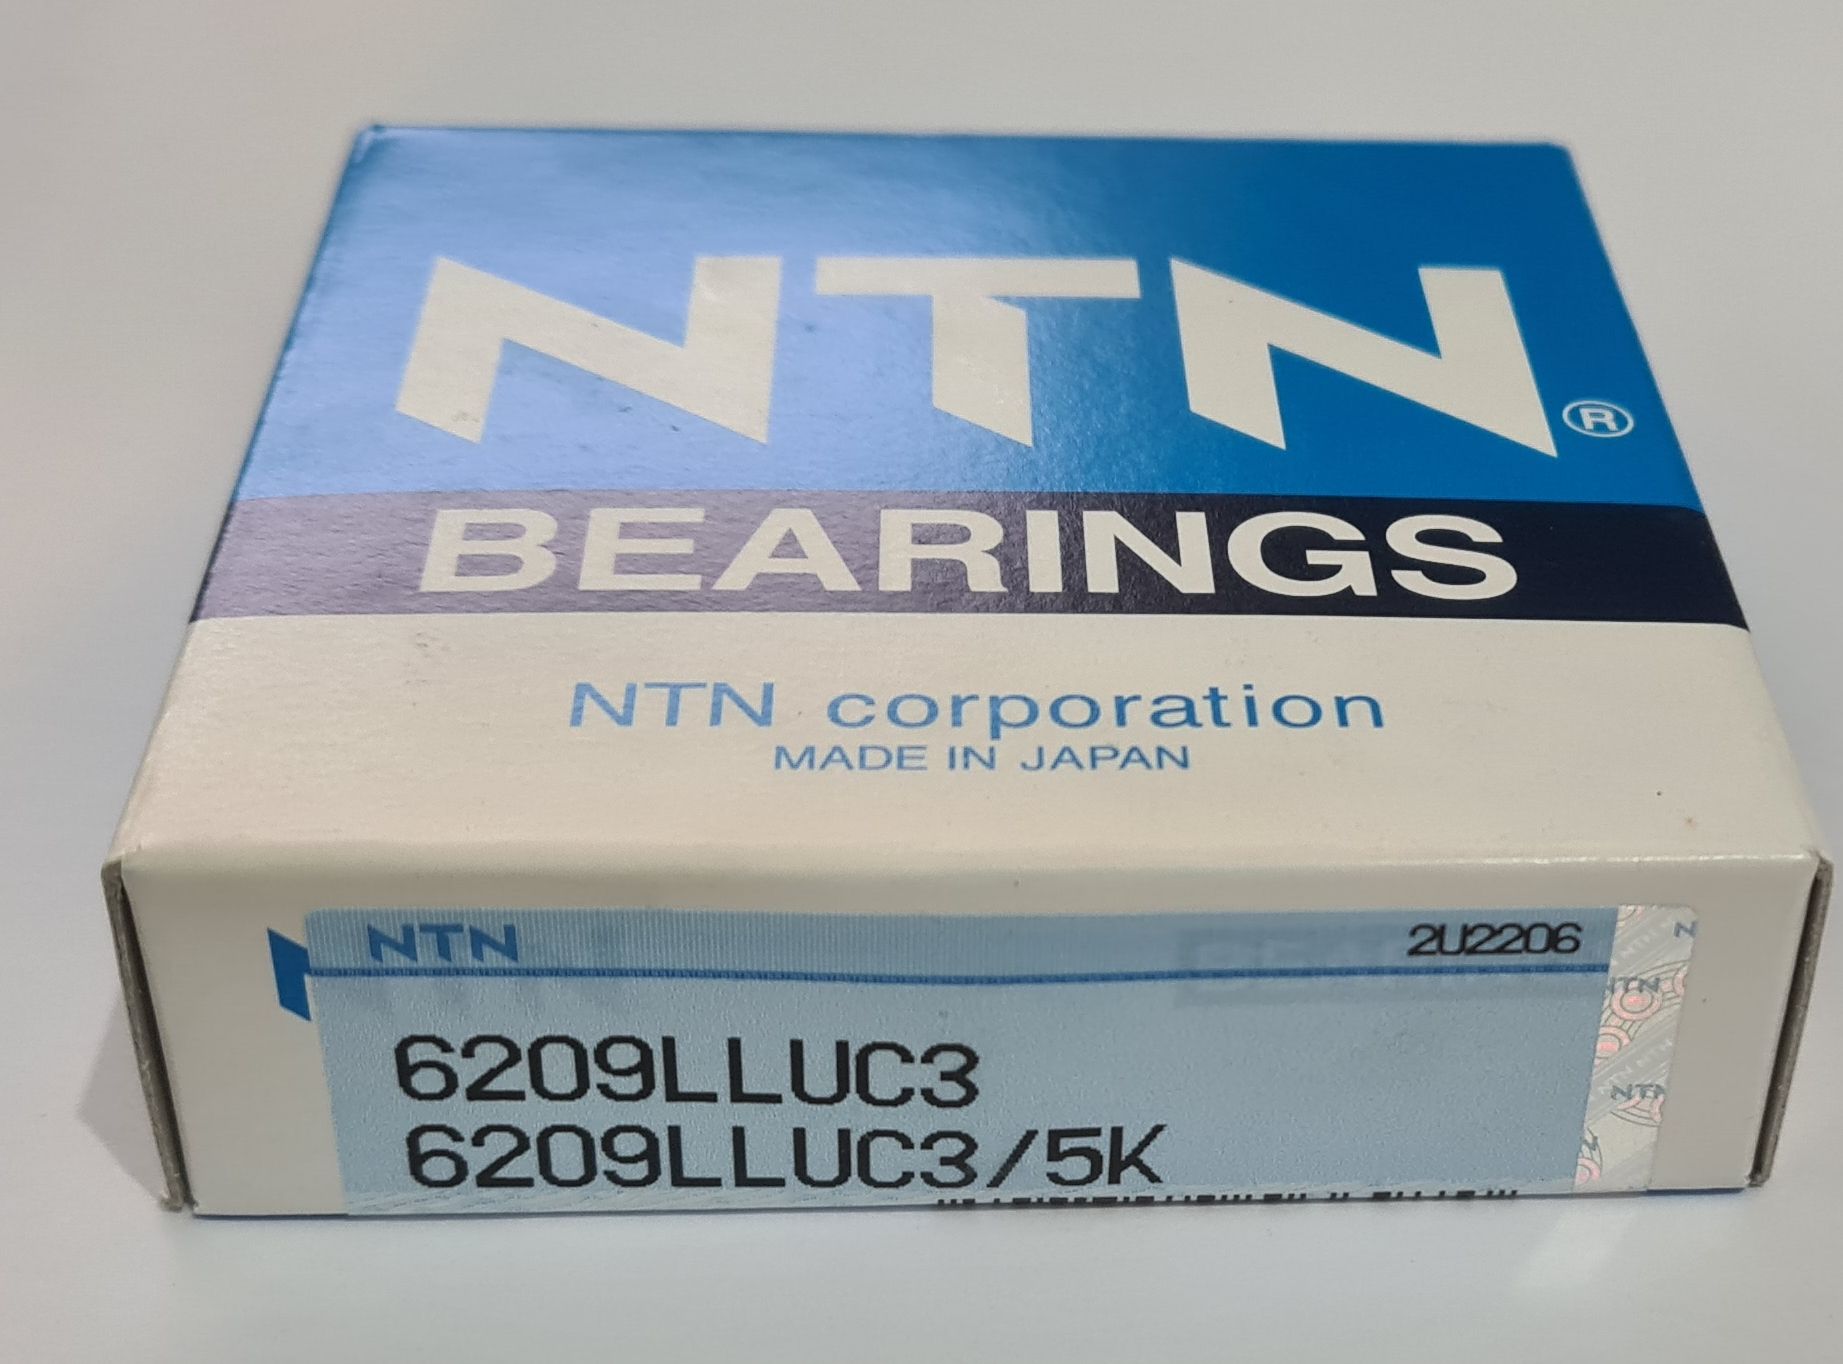 NTN®
BEARINGS
NTN corporation
MADE IN JAPAN
NTN
2U2206
6209LLUC3
6209LLUC3/5K